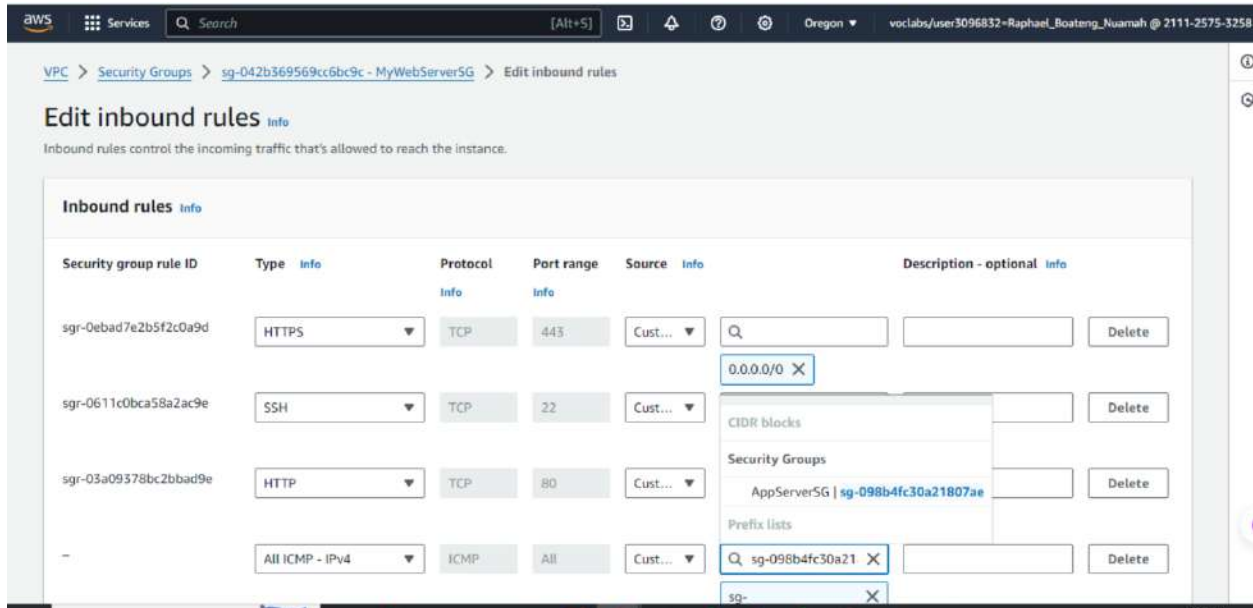 aws Services Search [Alt+S] Oregon voclabs/user3096832=Raphael_Boateng_Nuamah @ 2111-2575-3258
VPC > Security Groups > sg-042b369569cc6bc9c - MyWebServerSG > Edit inbound rules
Edit inbound rules Info
Inbound rules control the incoming traffic that's allowed to reach the instance.
Inbound rules Info
Security group rule ID Type Info Protocol Port range Source Info Description - optional Info
Info Info
sgr-0ebad7e2b5f2c0a9d HTTPS TCP 443 Cust... Delete
0.0.0.0/0
sgr-0611c0bca58a2ac9e SSH TCP 22 Cust... Delete
CIDR blocks
Security Groups
sgr-03a09378bc2bbad9e HTTP TCP 80 Cust... Delete
AppServerSG | sg-098b4fc30a21807ae
Prefix lists
– All ICMP - IPv4 ICMP All Cust... sg-098b4fc30a21 Delete
sg-